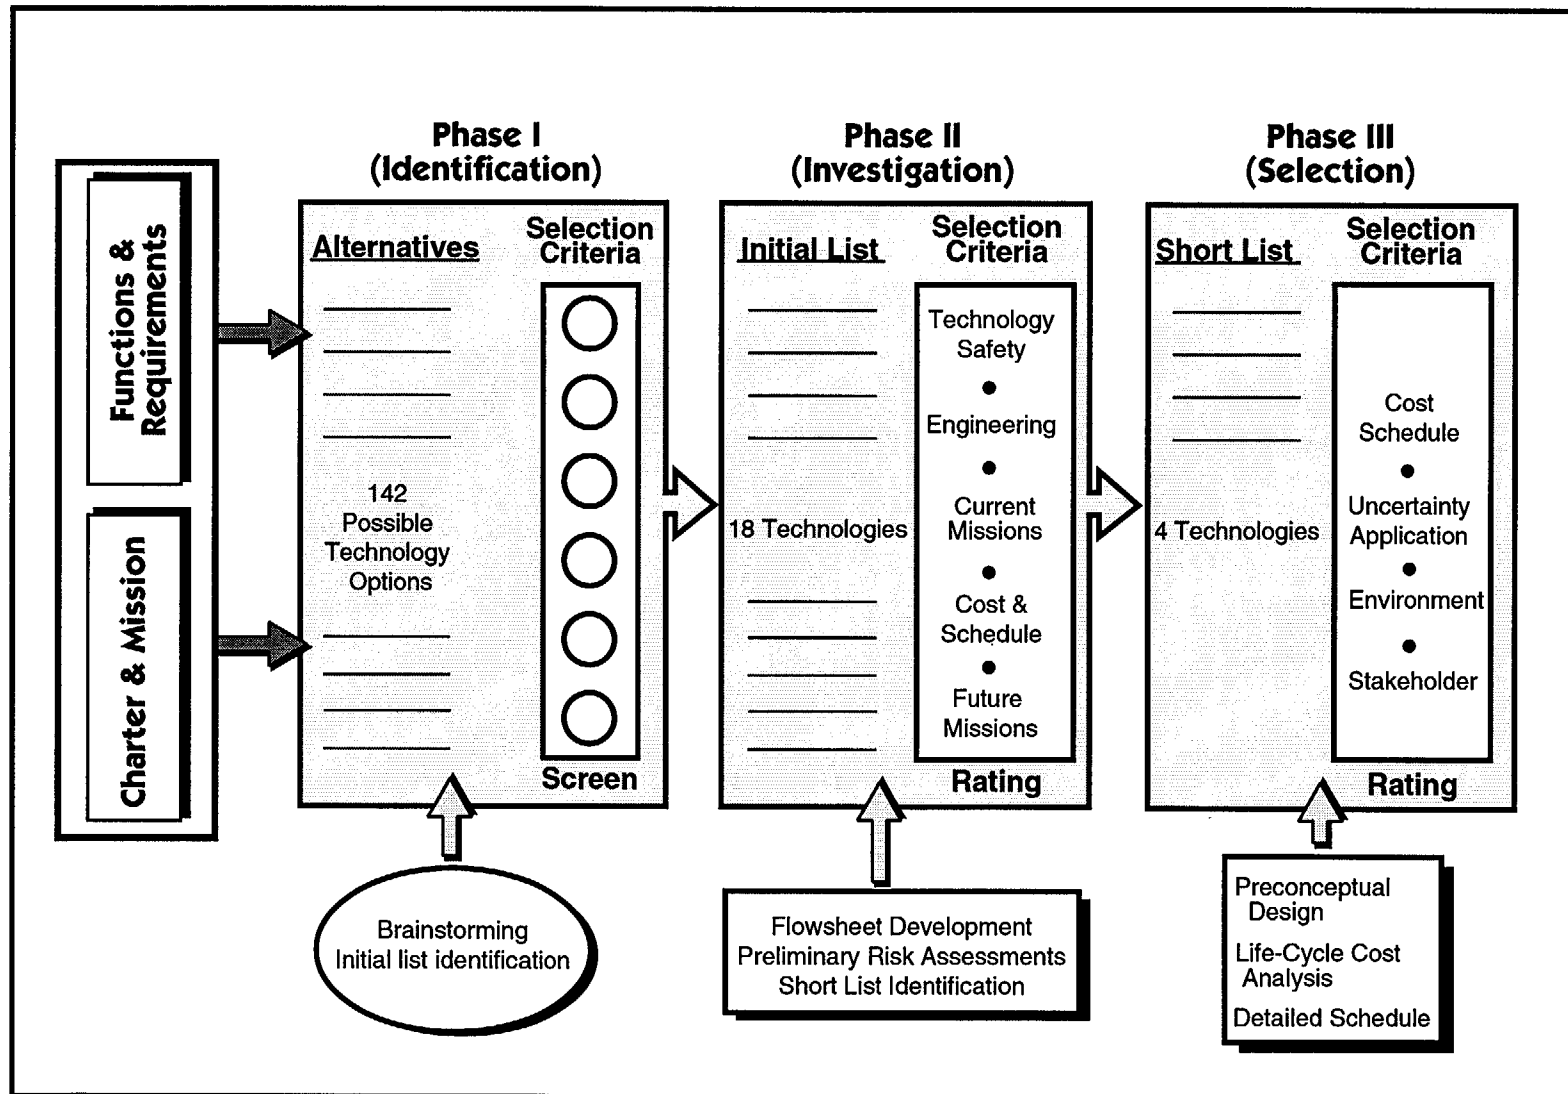 Functions &
Requirements
Charter & Mission
Phase I
(Identification)
Alternatives
Selection
Criteria
142
Possible
Technology
Options
Screen
Brainstorming
Initial list identification
Phase II
(Investigation)
Initial List
Selection
Criteria
Technology
Safety
Engineering
Current
Missions
Cost &
Schedule
Future
Missions
18 Technologies
Rating
Flowsheet Development
Preliminary Risk Assessments
Short List Identification
Phase III
(Selection)
Short List
Selection
Criteria
Cost
Schedule
Uncertainty
Application
Environment
Stakeholder
4 Technologies
Rating
Preconceptual
Design
Life-Cycle Cost
Analysis
Detailed Schedule